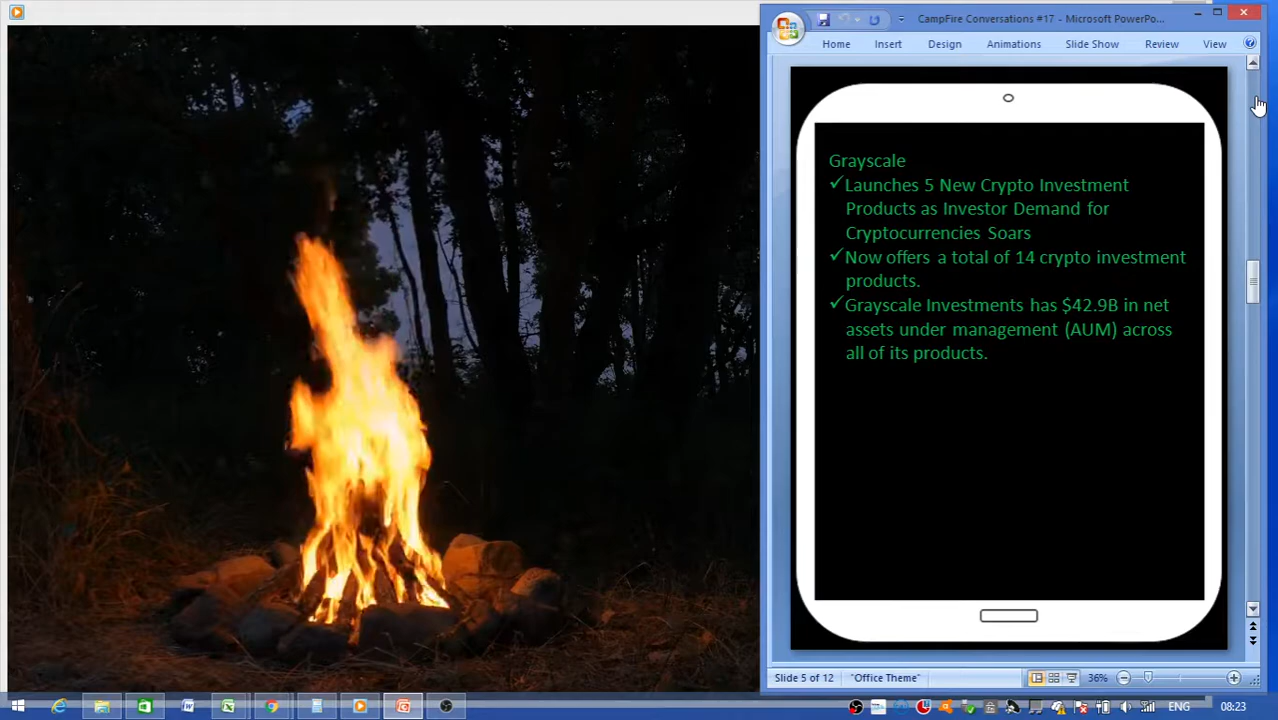 CampFire Conversations #17 - Microsoft PowerPo...
Home Insert Design Animations Slide Show Review View
Grayscale
✓Launches 5 New Crypto Investment
Products as Investor Demand for
Cryptocurrencies Soars
✓Now offers a total of 14 crypto investment
products.
✓Grayscale Investments has $42.9B in net
assets under management (AUM) across
all of its products.
Slide 5 of 12 "Office Theme" 36%
ENG 08:23